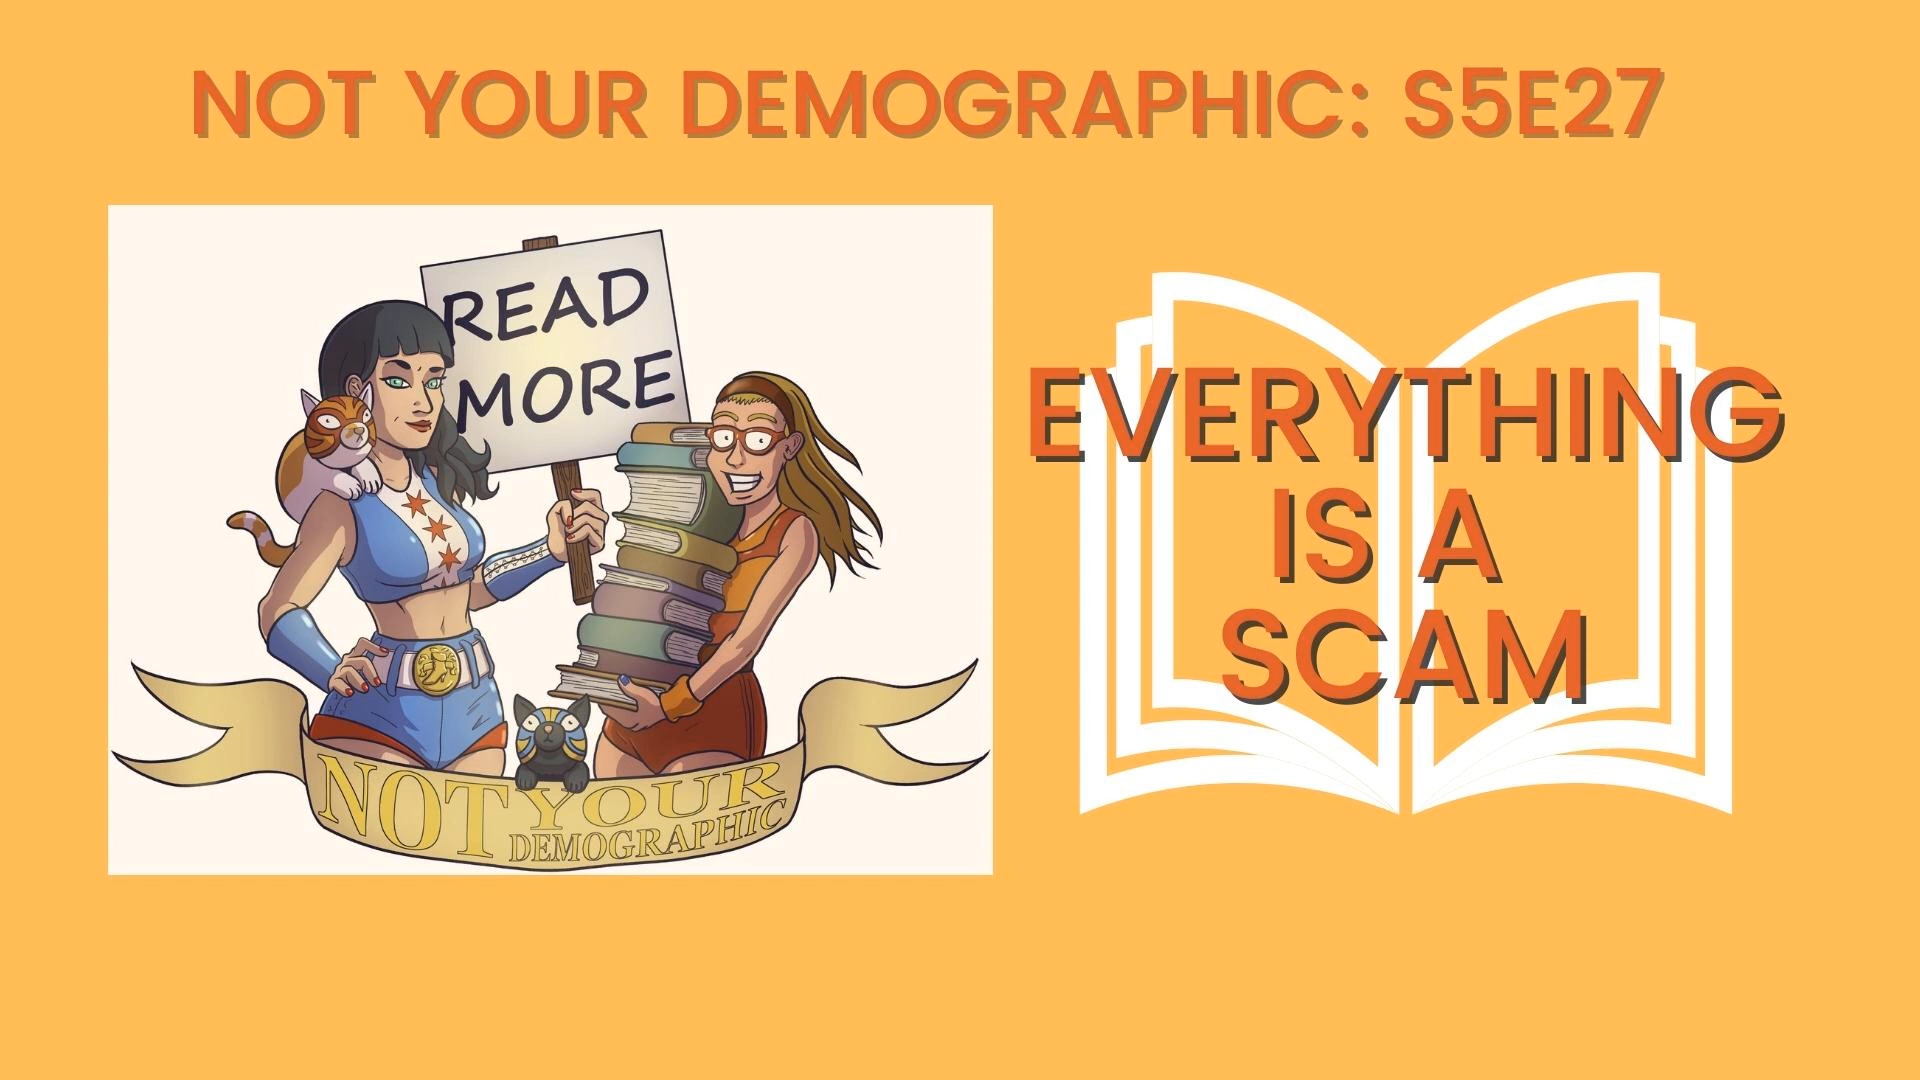 NOT YOUR DEMOGRAPHIC: S5E27
READ
MORE
NOT YOUR
DEMOGRAPHIC
EVERYTHING
IS A
SCAM